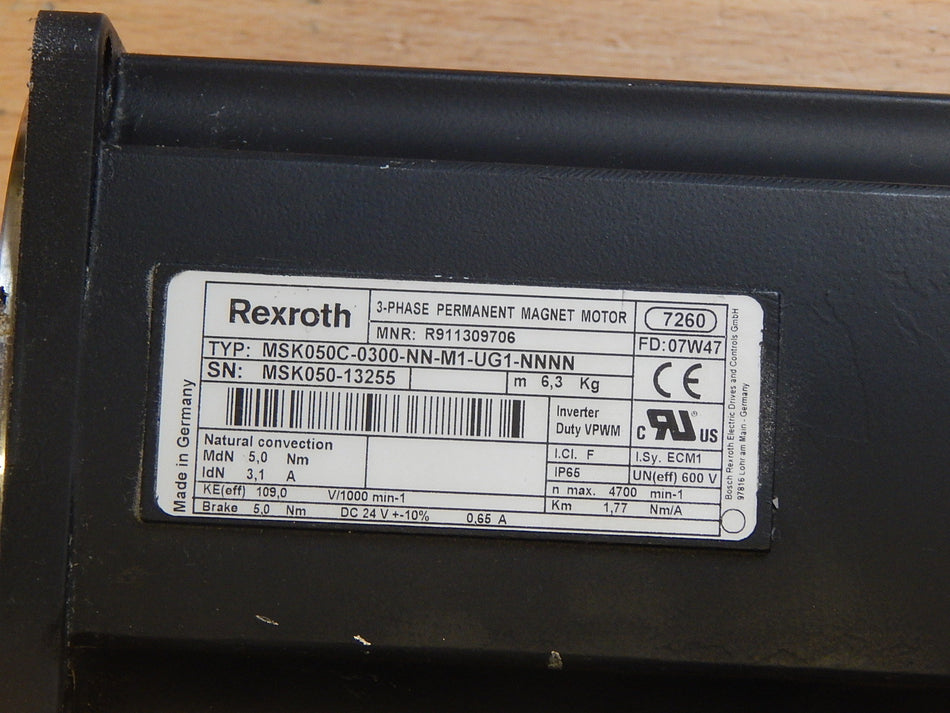 Rexroth
3-PHASE PERMANENT MAGNET MOTOR
7260
MNR: R911309706
FD:07W47
TYP: MSK050C-0300-NN-M1-UG1-NNNN
SN: MSK050-13255
m 6,3 Kg
CE
Inverter
Duty VPWM
c RU ® US
Natural convection
MdN 5,0 Nm
IdN 3,1 A
I.Cl. F
I.Sy. ECM1
IP65
UN(eff) 600 V
KE(eff) 109,0 V/1000 min-1
n max. 4700 min-1
Brake 5,0 Nm DC 24 V +-10% 0,65 A
Km 1,77 Nm/A
Made in Germany
Bosch Rexroth Electric Drives and Controls GmbH
97816 Lohr am Main - Germany